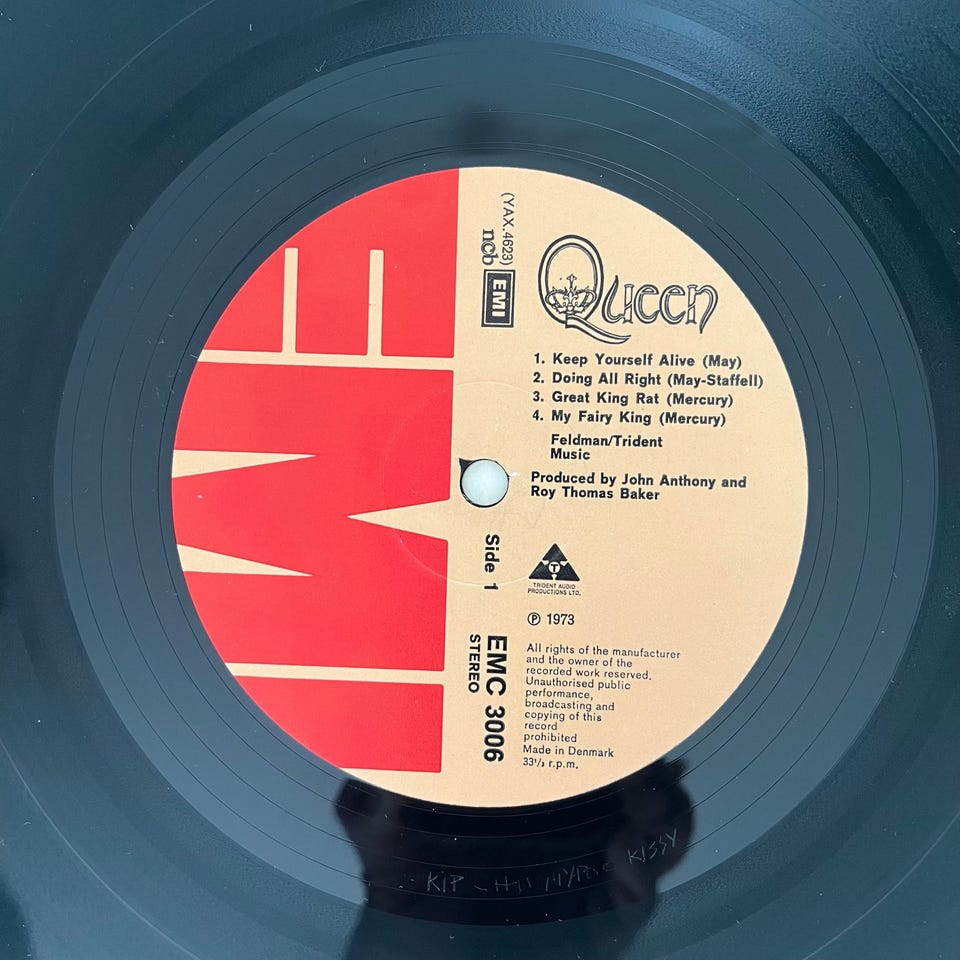 (YAX.4623)
ncb
EMI
EMI
Queen
1. Keep Yourself Alive (May)
2. Doing All Right (May-Staffell)
3. Great King Rat (Mercury)
4. My Fairy King (Mercury)
Feldman/Trident
Music
Produced by John Anthony and
Roy Thomas Baker
Side 1
T
TRIDENT AUDIO
PRODUCTIONS LTD.
℗ 1973
EMC 3006
STEREO
All rights of the manufacturer
and the owner of the
recorded work reserved.
Unauthorised public
performance,
broadcasting and
copying of this
record
prohibited
Made in Denmark
33⅓ r.p.m.
KIP
KISSY